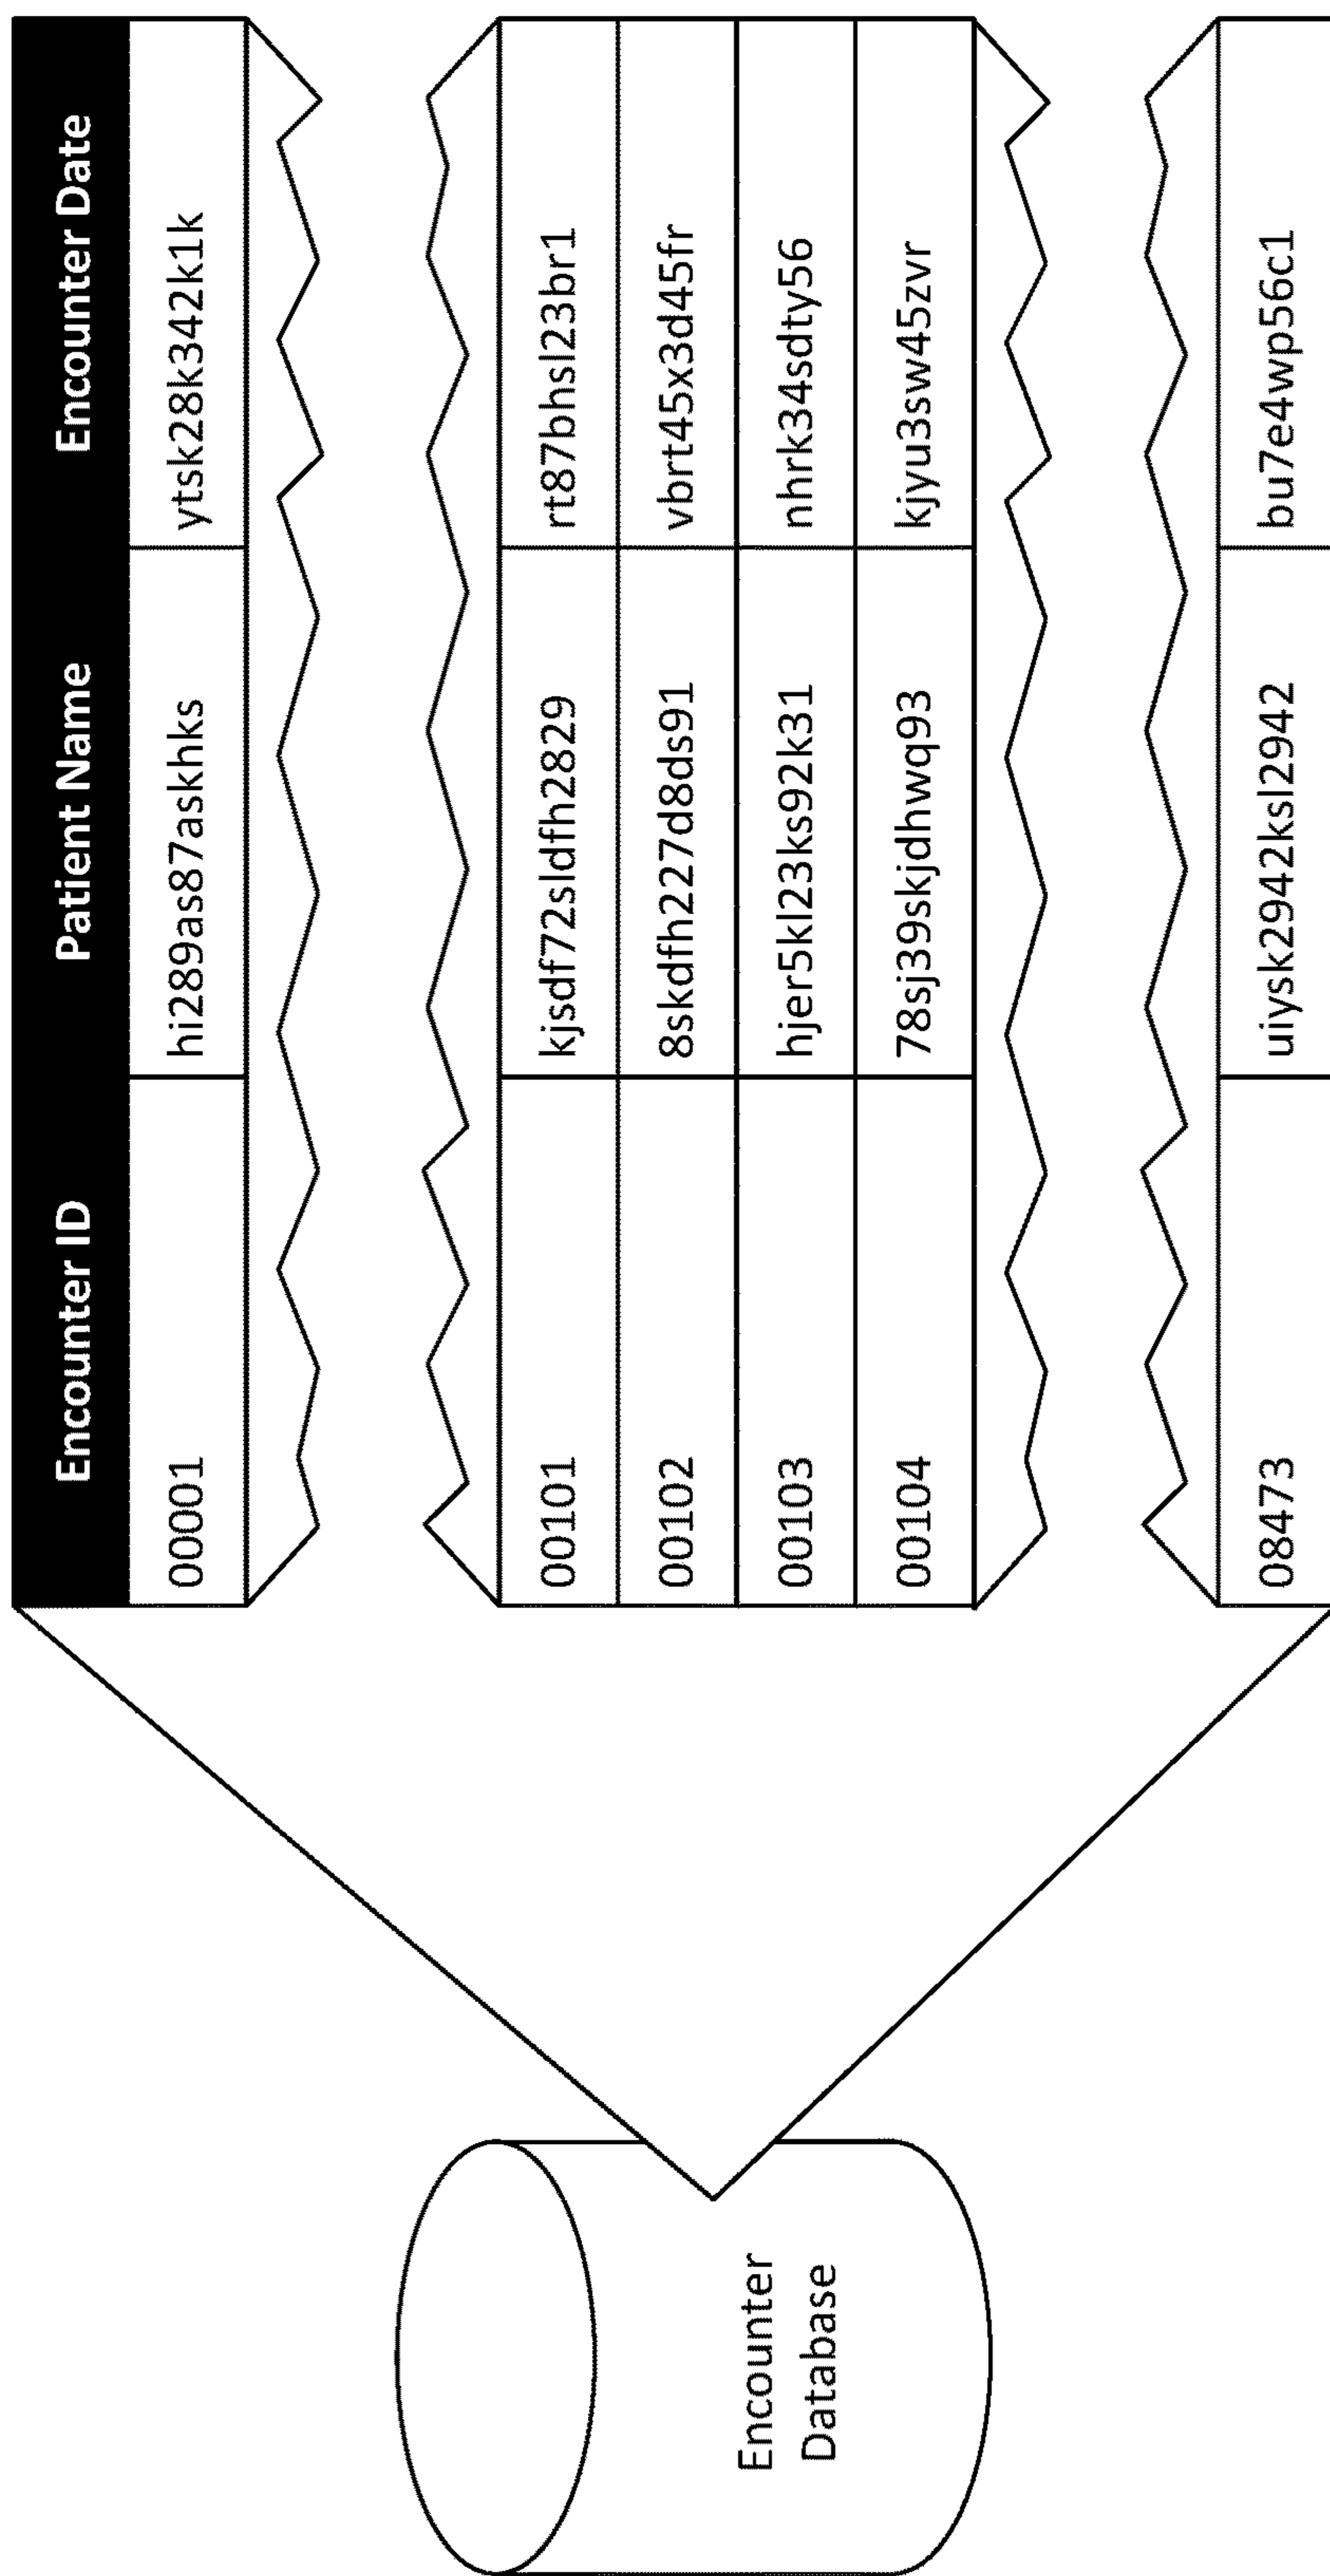 Encounter Database
Encounter ID Patient Name Encounter Date
00001 hi289as87askhks ytsk28k342k1k
00101 kjsdf72sldfh2829 rt87bhsl23br1
00102 8skdfh227d8ds91 vbrt45x3d45fr
00103 hjer5kl23ks92k31 nhrk34sdty56
00104 78sj39skjdhwq93 kjyu3sw45zvr
08473 uiysk2942ksl2942 bu7e4wp56c1